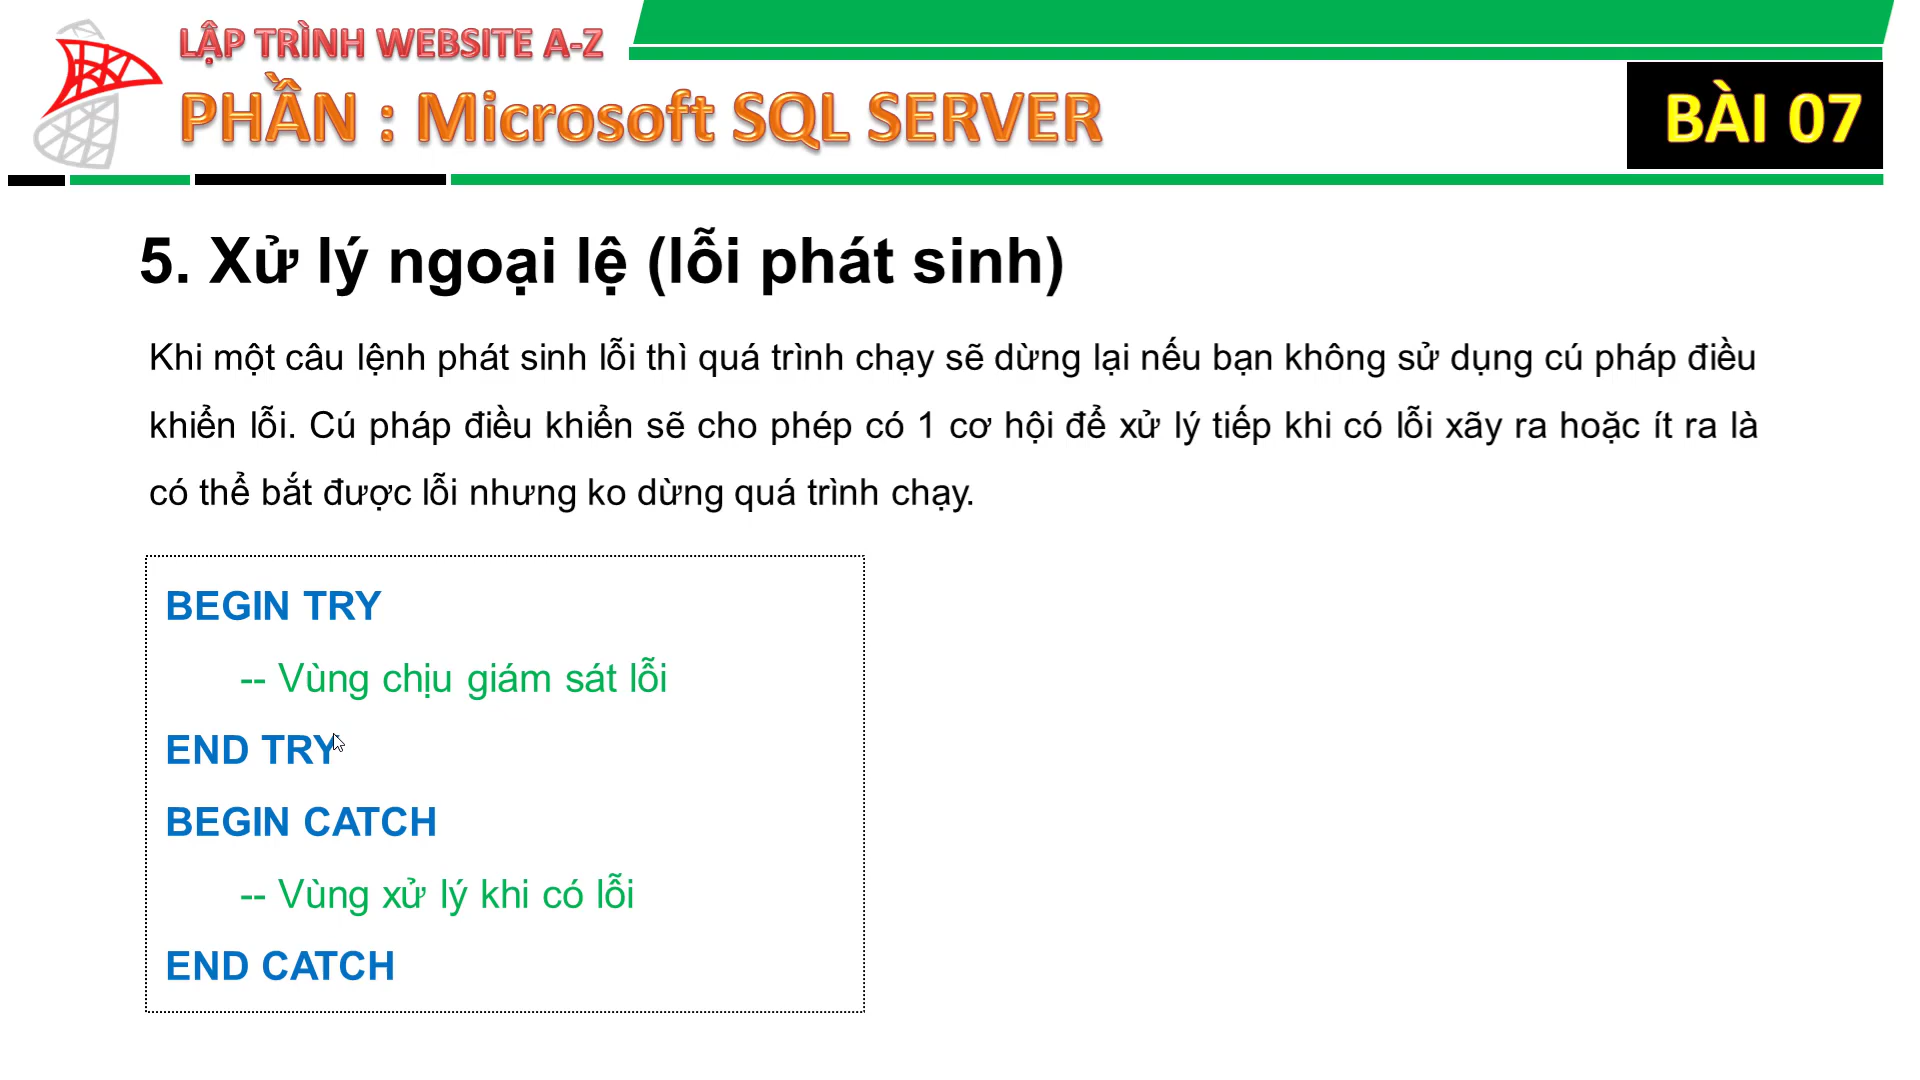 LẬP TRÌNH WEBSITE A-Z
PHẦN : Microsoft SQL SERVER
BÀI 07
5. Xử lý ngoại lệ (lỗi phát sinh)
Khi một câu lệnh phát sinh lỗi thì quá trình chạy sẽ dừng lại nếu bạn không sử dụng cú pháp điều
khiển lỗi. Cú pháp điều khiển sẽ cho phép có 1 cơ hội để xử lý tiếp khi có lỗi xãy ra hoặc ít ra là
có thể bắt được lỗi nhưng ko dừng quá trình chạy.
BEGIN TRY
-- Vùng chịu giám sát lỗi
END TRY
BEGIN CATCH
-- Vùng xử lý khi có lỗi
END CATCH